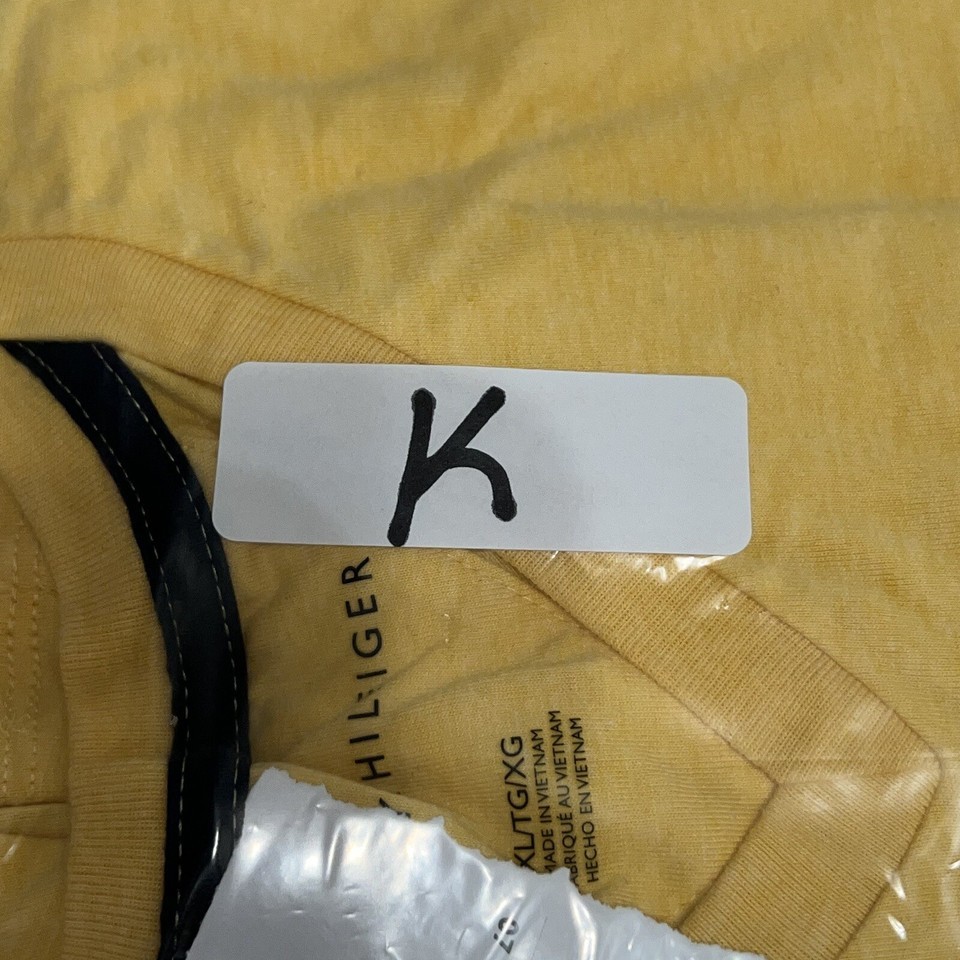 K
HILFIGER
XL/TG/XG
MADE IN VIETNAM
FABRIQUÉ AU VIETNAM
HECHO EN VIETNAM